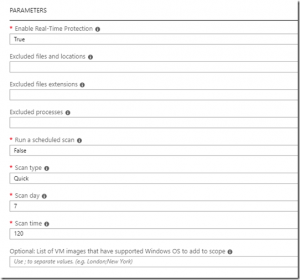 PARAMETERS
* Enable Real-Time Protection
True
Excluded files and locations
Excluded files extensions
Excluded processes
* Run a scheduled scan
False
* Scan type
Quick
* Scan day
7
* Scan time
120
Optional: List of VM images that have supported Windows OS to add to scope
Use ; to separate values. (e.g. London;New York)